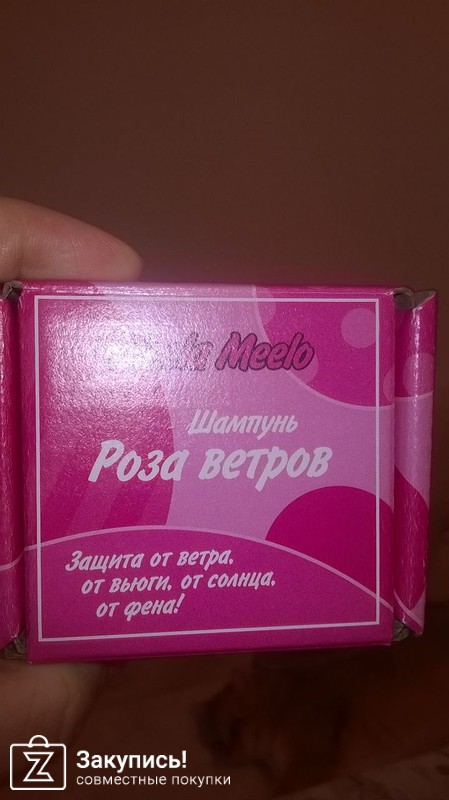 Meelo
Шампунь
Роза ветров
Защита от ветра,
от вьюги, от солнца,
от фена!
Закупись!
совместные покупки